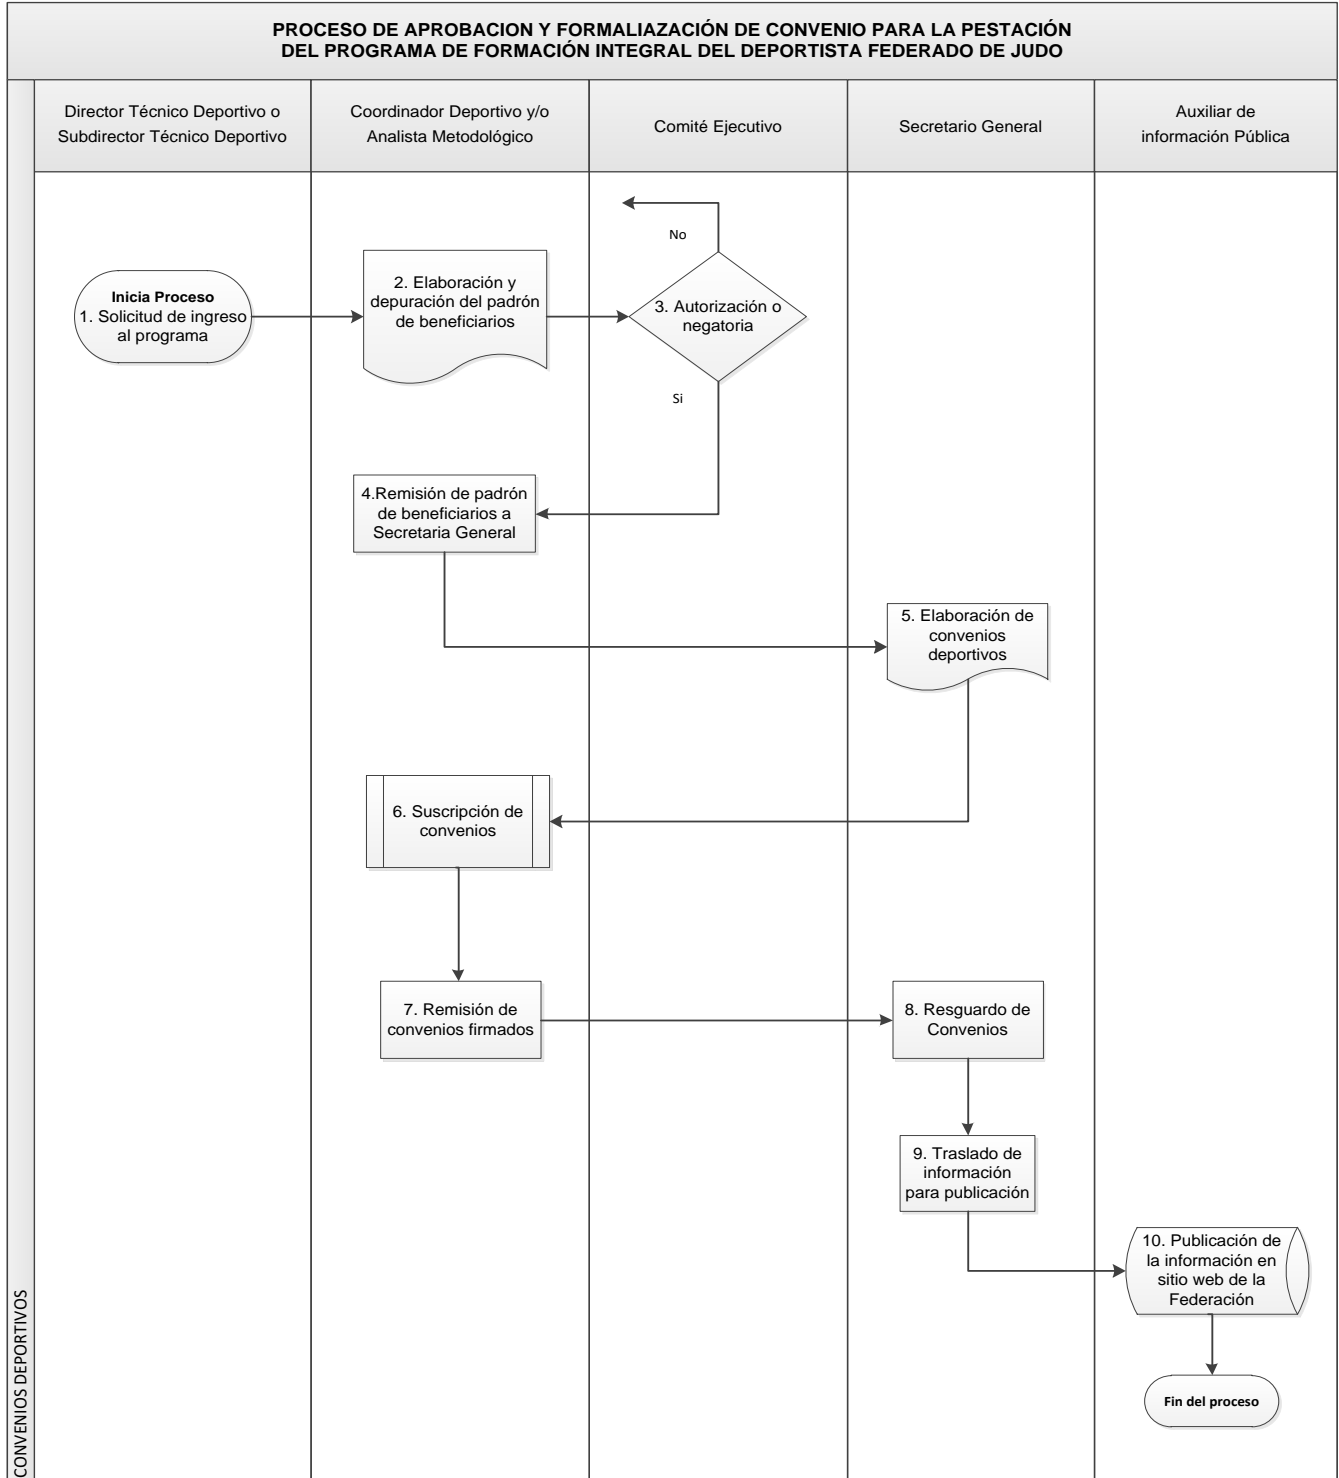 PROCESO DE APROBACION Y FORMALIAZACIÓN DE CONVENIO PARA LA PESTACIÓN
DEL PROGRAMA DE FORMACIÓN INTEGRAL DEL DEPORTISTA FEDERADO DE JUDO
Director Técnico Deportivo o
Subdirector Técnico Deportivo
Coordinador Deportivo y/o
Analista Metodológico
Comité Ejecutivo
Secretario General
Auxiliar de
información Pública
No
Inicia Proceso
1. Solicitud de ingreso
al programa
2. Elaboración y
depuración del padrón
de beneficiarios
3. Autorización o
negatoria
Si
4.Remisión de padrón
de beneficiarios a
Secretaria General
5. Elaboración de
convenios
deportivos
6. Suscripción de
convenios
7. Remisión de
convenios firmados
8. Resguardo de
Convenios
9. Traslado de
información
para publicación
10. Publicación de
la información en
sitio web de la
Federación
Fin del proceso
CONVENIOS DEPORTIVOS